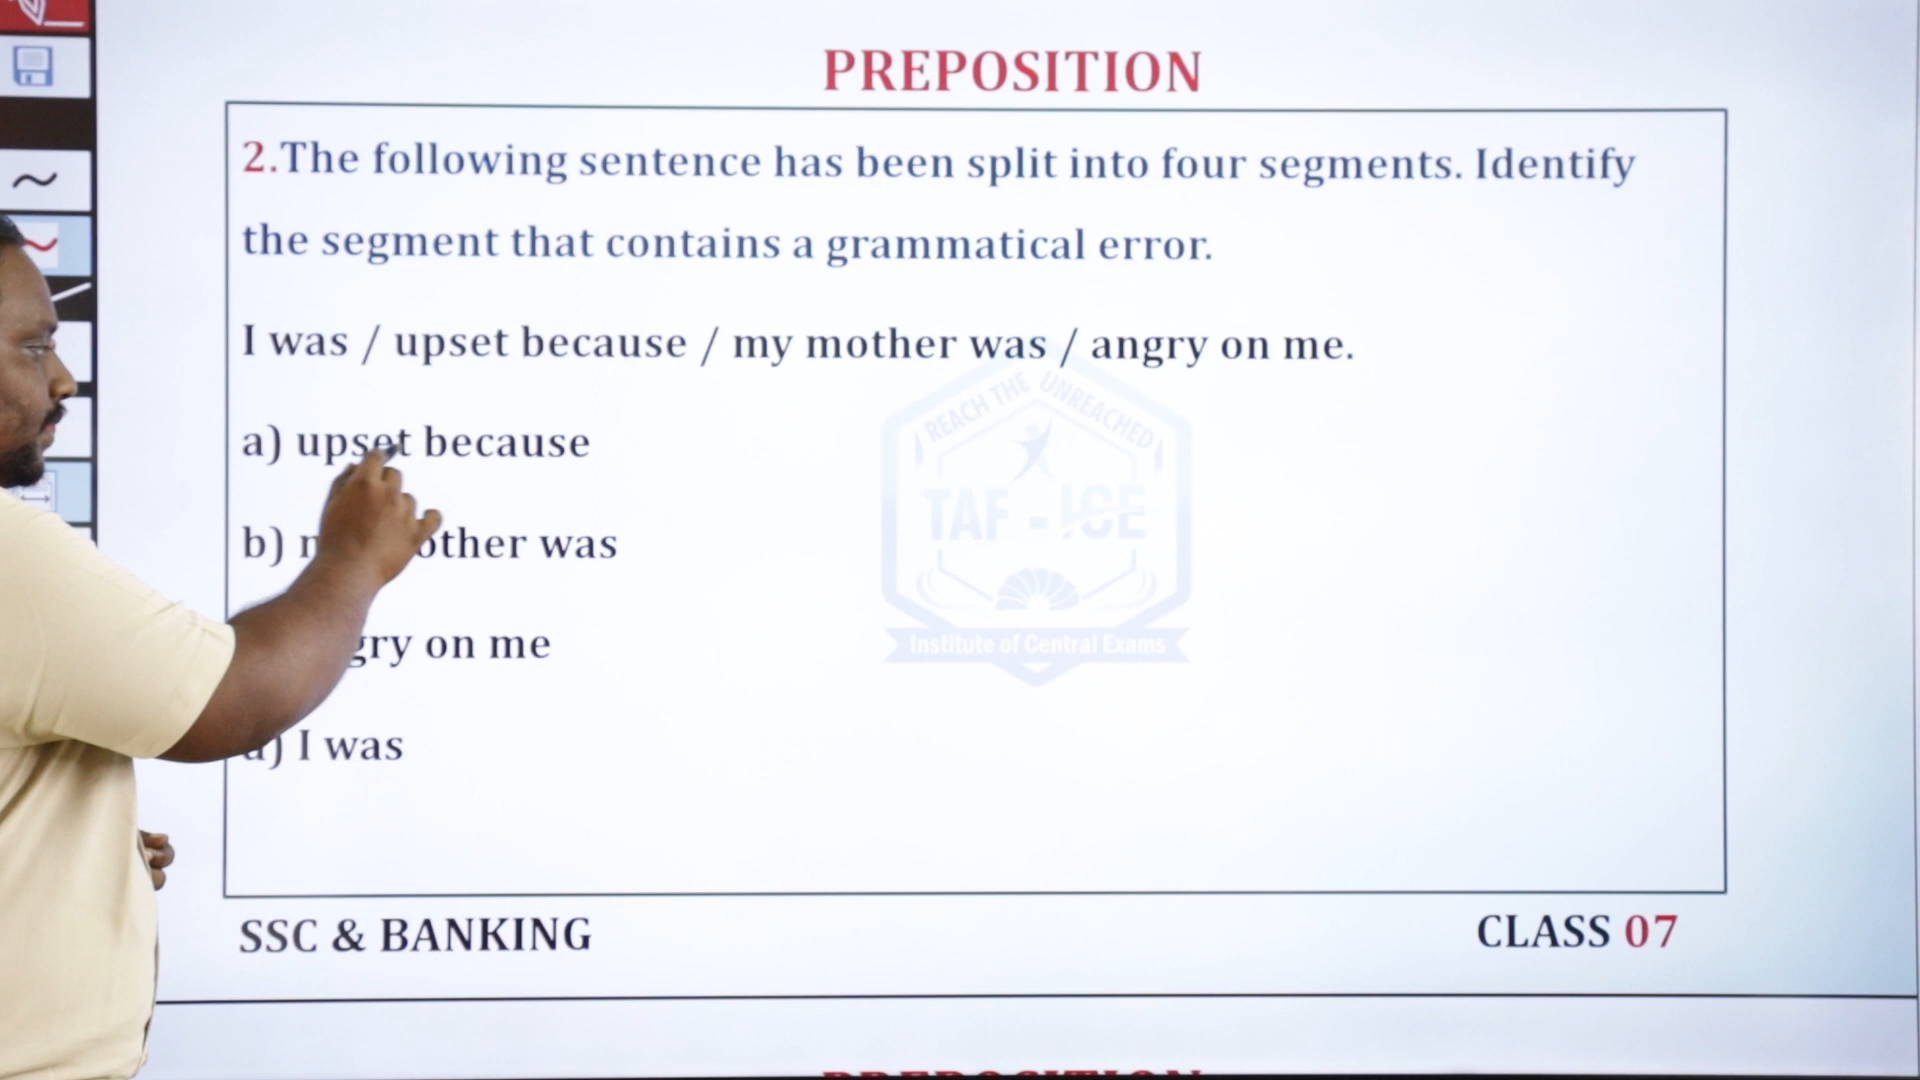 PREPOSITION
2.The following sentence has been split into four segments. Identify
the segment that contains a grammatical error.
I was / upset because / my mother was / angry on me.
a) upset because
b) other was
gry on me
d) I was
REACH THE UNREACHED
TAF - ICE
Institute of Central Exams
SSC & BANKING
CLASS 07
PREPOSITION